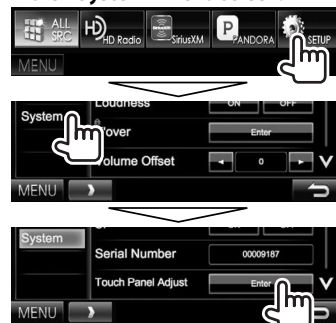 ALL SRC HD Radio SiriusXM PANDORA SETUP
MENU
Loudness ON OFF
System
Enter
Volume Offset 0
MENU
System
Serial Number 00009187
Touch Panel Adjust Enter
MENU